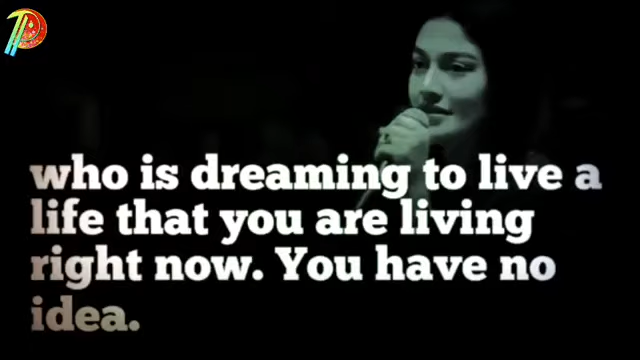 who is dreaming to live a
life that you are living
right now. You have no
idea.